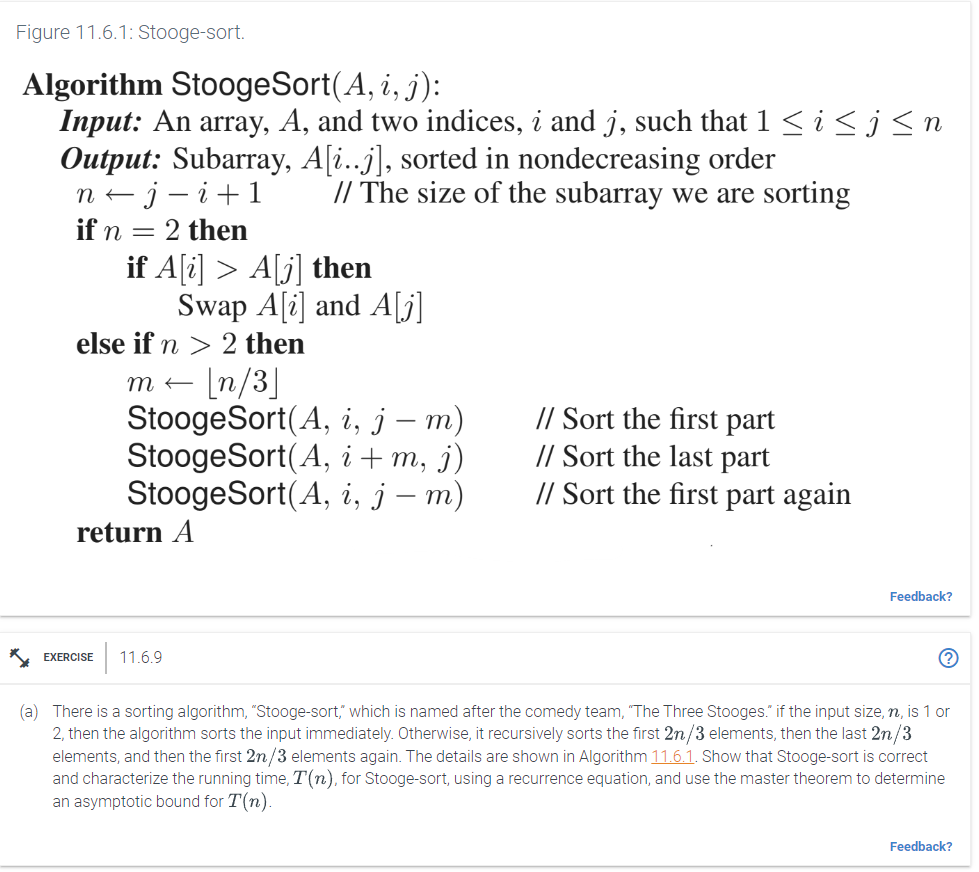 Figure 11.6.1: Stooge-sort.
Algorithm StoogeSort(A, i, j):
Input: An array, A, and two indices, i and j, such that 1 ≤ i ≤ j ≤ n
Output: Subarray, A[i..j], sorted in nondecreasing order
n ← j − i + 1 // The size of the subarray we are sorting
if n = 2 then
if A[i] > A[j] then
Swap A[i] and A[j]
else if n > 2 then
m ← ⌊n/3⌋
StoogeSort(A, i, j − m) // Sort the first part
StoogeSort(A, i + m, j) // Sort the last part
StoogeSort(A, i, j − m) // Sort the first part again
return A
Feedback?
EXERCISE 11.6.9 ?
(a) There is a sorting algorithm, "Stooge-sort," which is named after the comedy team, "The Three Stooges." if the input size, n, is 1 or
2, then the algorithm sorts the input immediately. Otherwise, it recursively sorts the first 2n/3 elements, then the last 2n/3
elements, and then the first 2n/3 elements again. The details are shown in Algorithm 11.6.1. Show that Stooge-sort is correct
and characterize the running time, T(n), for Stooge-sort, using a recurrence equation, and use the master theorem to determine
an asymptotic bound for T(n).
Feedback?